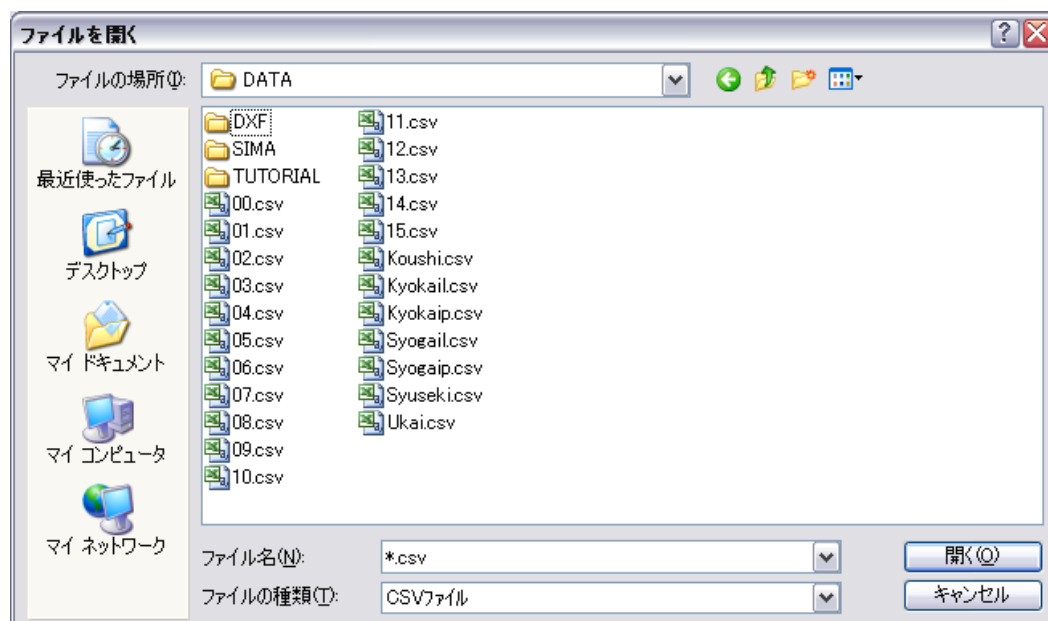 ファイルを開く
ファイルの場所(I):
DATA
最近使ったファイル
デスクトップ
マイ ドキュメント
マイ コンピュータ
マイ ネットワーク
DXF
SIMA
TUTORIAL
00.csv
01.csv
02.csv
03.csv
04.csv
05.csv
06.csv
07.csv
08.csv
09.csv
10.csv
11.csv
12.csv
13.csv
14.csv
15.csv
Koushi.csv
Kyokail.csv
Kyokaip.csv
Syogail.csv
Syogaip.csv
Syuseki.csv
Ukai.csv
ファイル名(N):
*.csv
開く(O)
ファイルの種類(T):
CSVファイル
キャンセル